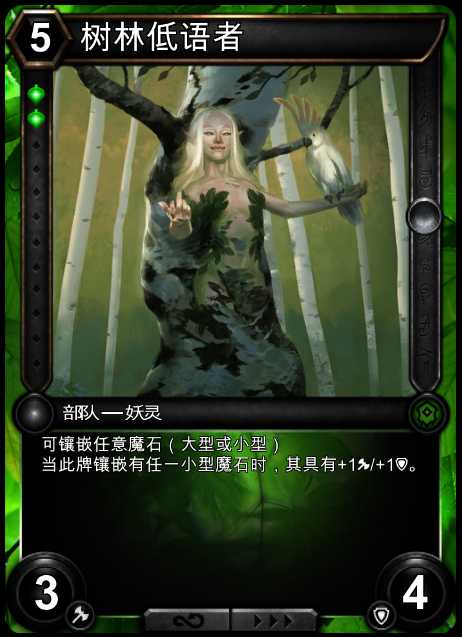 5 树林低语者
部队 — 妖灵
可镶嵌任意魔石（大型或小型）
当此牌镶嵌有任一小型魔石时，其具有+1/+1。
3
4